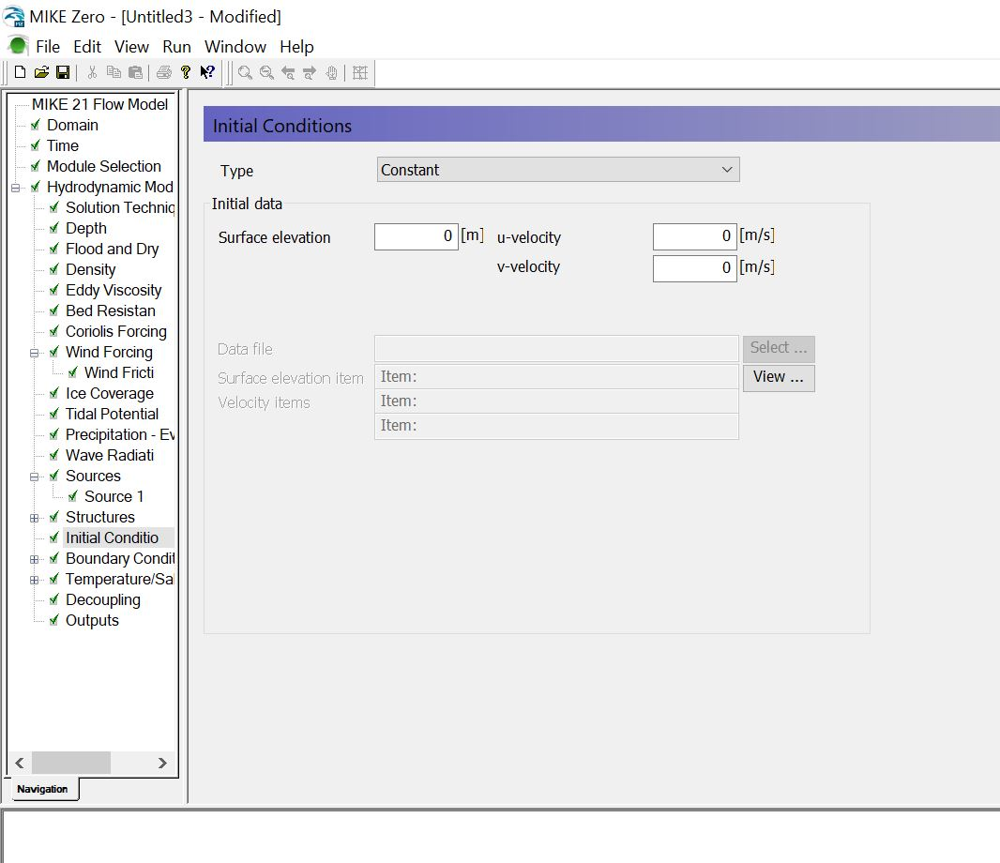 MIKE Zero - [Untitled3 - Modified]
File Edit View Run Window Help
MIKE 21 Flow Model
Domain
Time
Module Selection
Hydrodynamic Mod
Solution Techniq
Depth
Flood and Dry
Density
Eddy Viscosity
Bed Resistan
Coriolis Forcing
Wind Forcing
Wind Fricti
Ice Coverage
Tidal Potential
Precipitation - Ev
Wave Radiati
Sources
Source 1
Structures
Initial Conditio
Boundary Condit
Temperature/Sal
Decoupling
Outputs
Navigation
Initial Conditions
Type Constant
Initial data
Surface elevation 0 [m] u-velocity 0 [m/s]
v-velocity 0 [m/s]
Data file Select ...
Surface elevation item Item: View ...
Velocity items Item:
Item: